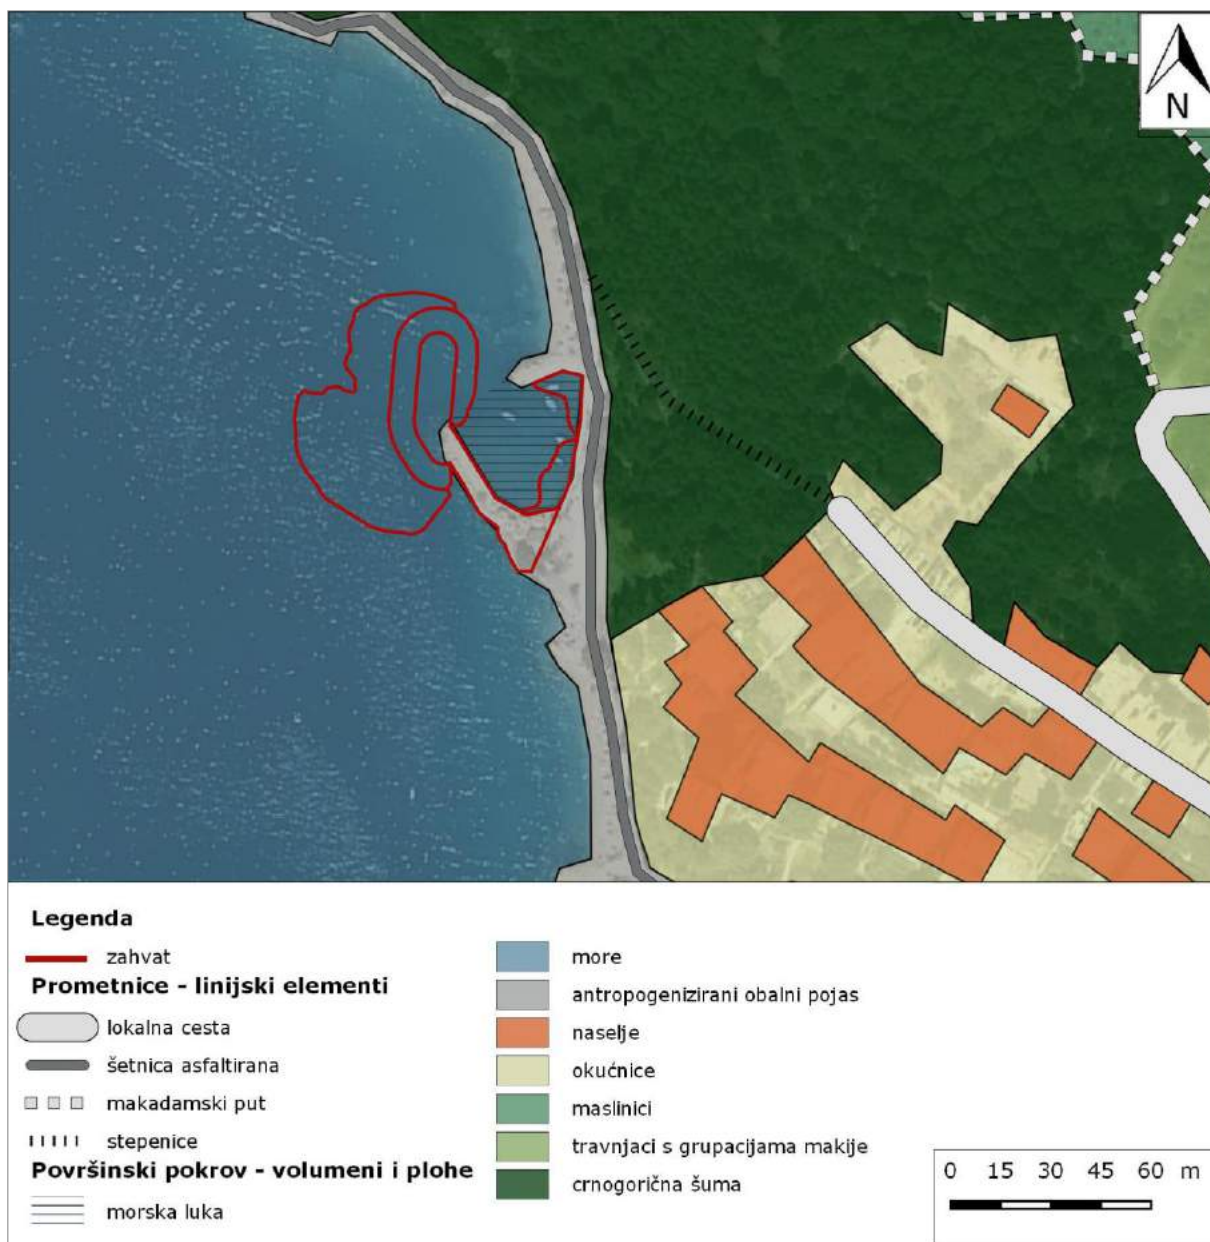 N
Legenda
zahvat
Prometnice - linijski elementi
lokalna cesta
šetnica asfaltirana
makadamski put
stepenice
Površinski pokrov - volumeni i plohe
morska luka
more
antropogenizirani obalni pojas
naselje
okućnice
maslinici
travnjaci s grupacijama makije
crnogorična šuma
0 15 30 45 60 m